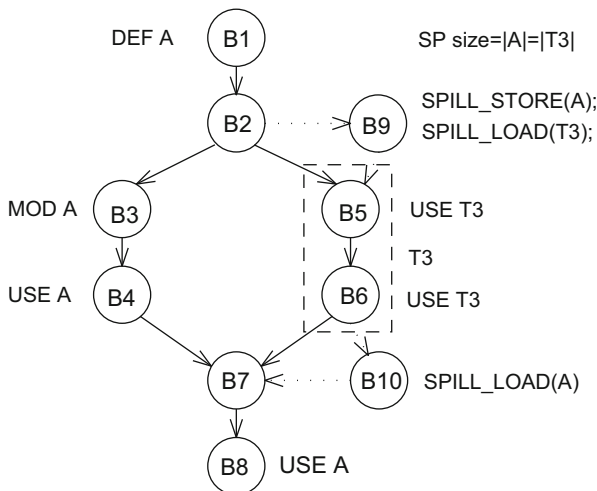 DEF A
B1
SP size=|A|=|T3|
B2
B9
SPILL_STORE(A);
SPILL_LOAD(T3);
MOD A
B3
B5
USE T3
T3
USE A
B4
B6
USE T3
B7
B10
SPILL_LOAD(A)
B8
USE A